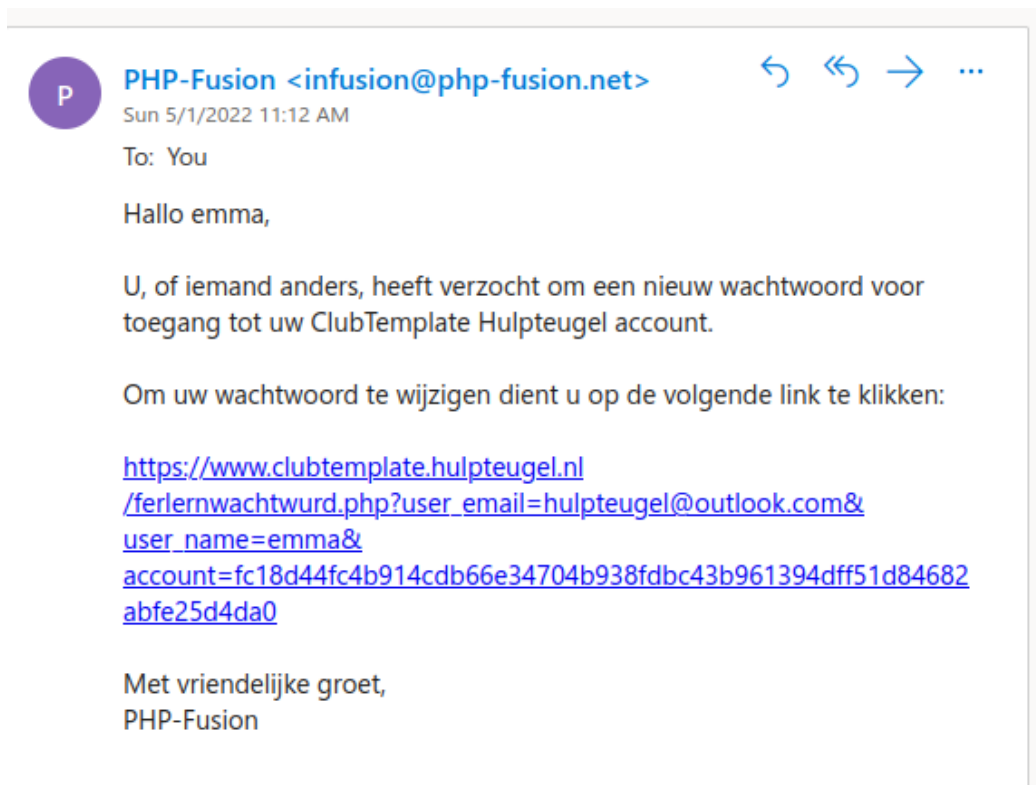 P
PHP-Fusion <infusion@php-fusion.net>
Sun 5/1/2022 11:12 AM
To: You
Hallo emma,
U, of iemand anders, heeft verzocht om een nieuw wachtwoord voor
toegang tot uw ClubTemplate Hulpteugel account.
Om uw wachtwoord te wijzigen dient u op de volgende link te klikken:
https://www.clubtemplate.hulpteugel.nl
/ferlernwachtwurd.php?user_email=hulpteugel@outlook.com&
user_name=emma&
account=fc18d44fc4b914cdb66e34704b938fdbc43b961394dff51d84682
abfe25d4da0
Met vriendelijke groet,
PHP-Fusion